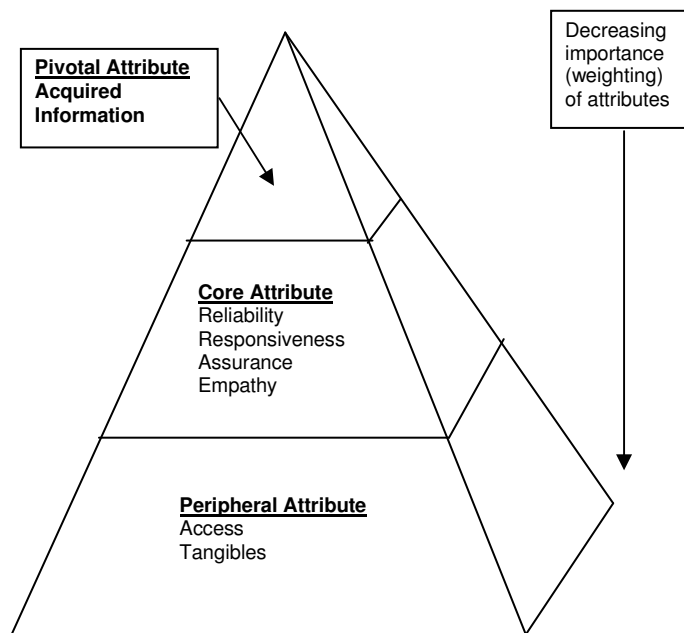 Pivotal Attribute
Acquired
Information
Decreasing
importance
(weighting)
of attributes
Core Attribute
Reliability
Responsiveness
Assurance
Empathy
Peripheral Attribute
Access
Tangibles